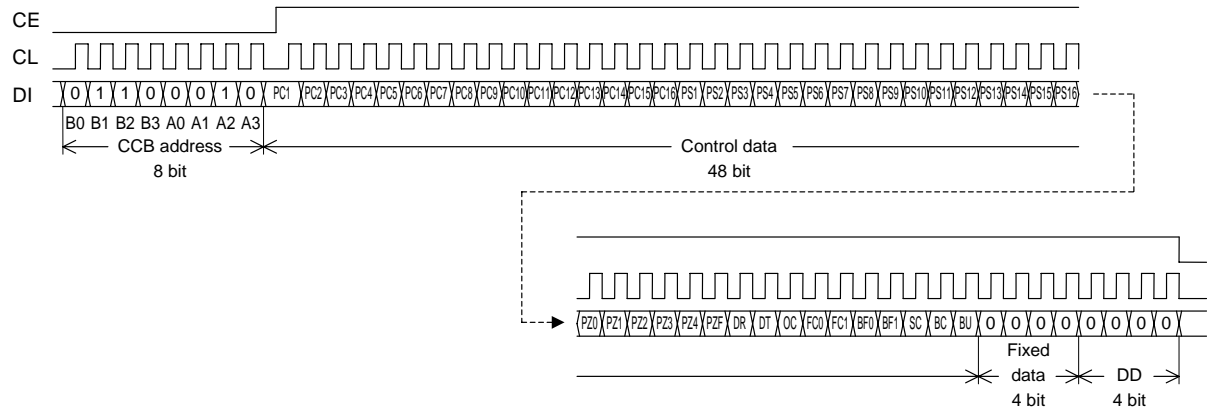 CE
CL
DI 0 1 1 0 0 0 1 0 PC1 PC2 PC3 PC4 PC5 PC6 PC7 PC8 PC9 PC10 PC11 PC12 PC13 PC14 PC15 PC16 PS1 PS2 PS3 PS4 PS5 PS6 PS7 PS8 PS9 PS10 PS11 PS12 PS13 PS14 PS15 PS16
B0 B1 B2 B3 A0 A1 A2 A3
CCB address Control data
8 bit 48 bit
PZ0 PZ1 PZ2 PZ3 PZ4 PZF DR DT OC FC0 FC1 BF0 BF1 SC BC BU 0 0 0 0 0 0 0 0
Fixed
data DD
4 bit 4 bit